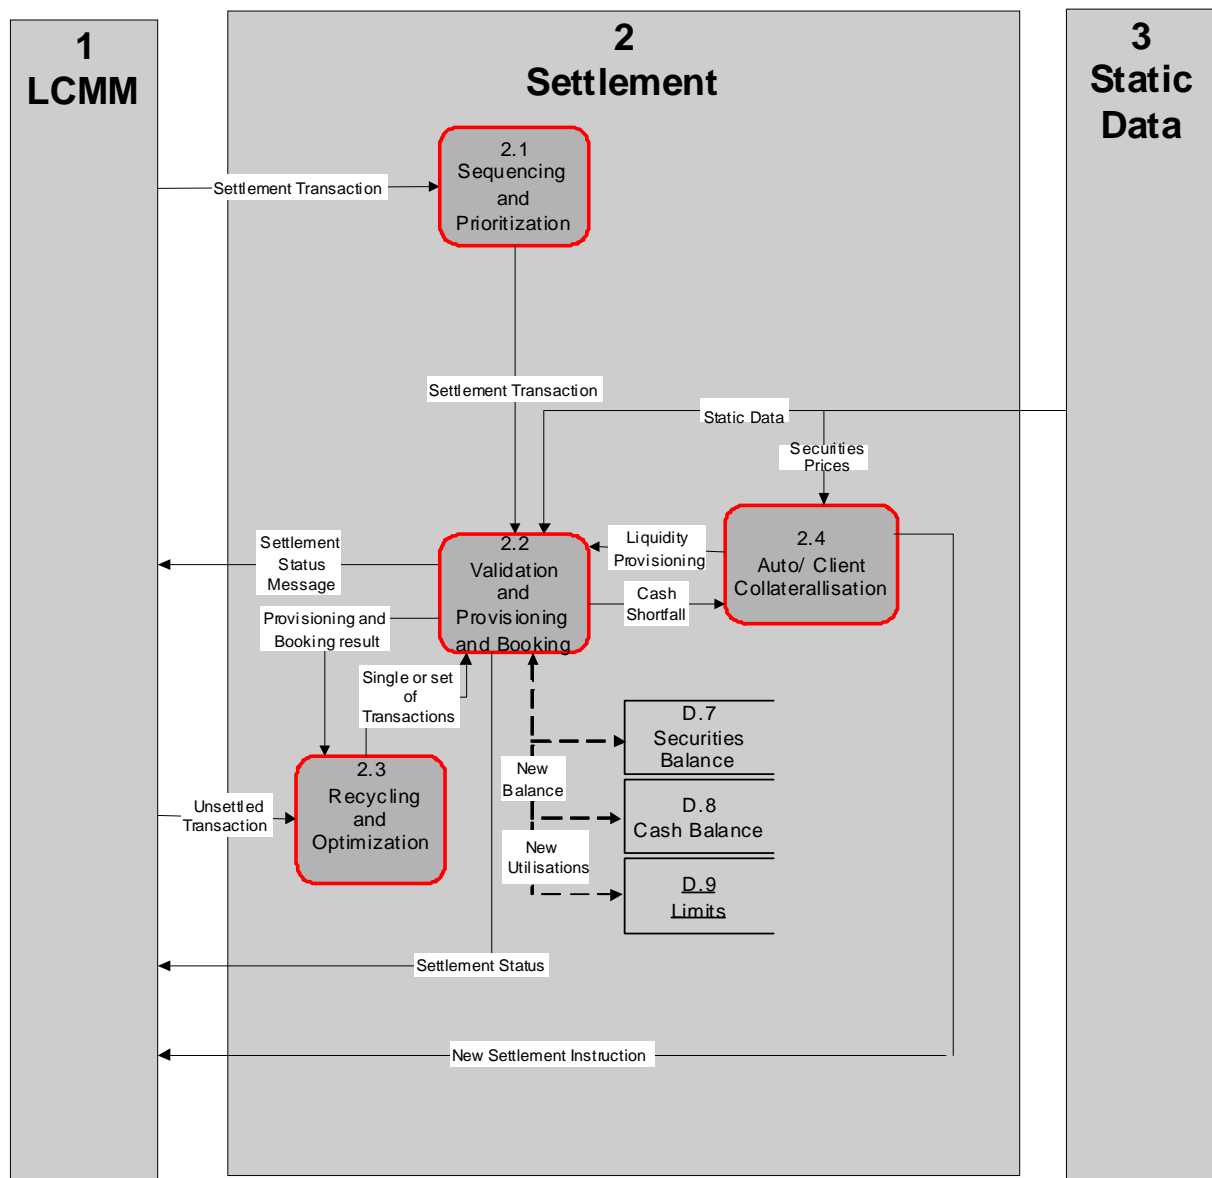 1
LCMM
2
Settlement
3
Static
Data
2.1
Sequencing
and
Prioritization
Settlement Transaction
Settlement Transaction
Static Data
Securities
Prices
2.2
Validation
and
Provisioning
and Booking
Liquidity
Provisioning
Cash
Shortfall
2.4
Auto/ Client
Collaterallisation
Settlement
Status
Message
Provisioning and
Booking result
Single or set
of
Transactions
2.3
Recycling
and
Optimization
Unsettled
Transaction
New
Balance
New
Utilisations
D.7
Securities
Balance
D.8
Cash Balance
D.9
Limits
Settlement Status
New Settlement Instruction